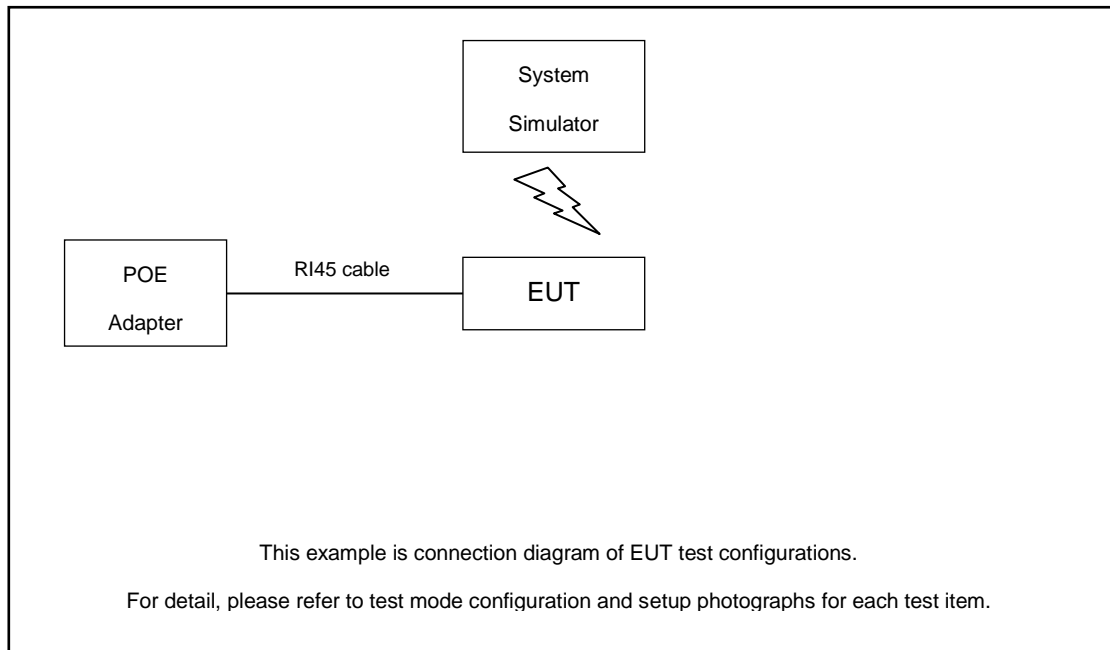 System
Simulator
POE
Adapter
RI45 cable
EUT
This example is connection diagram of EUT test configurations.
For detail, please refer to test mode configuration and setup photographs for each test item.